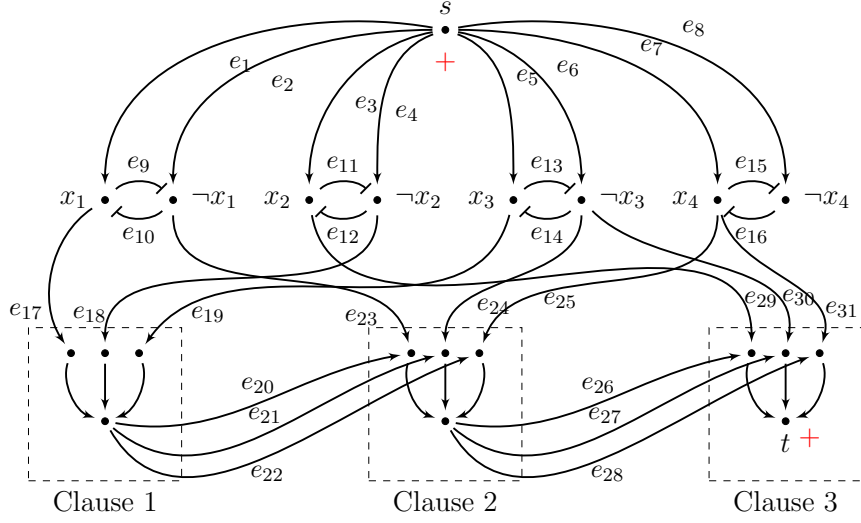 s
+
e1 e2 e3 e4 e5 e6 e7 e8
x1 e9 ¬x1 x2 e11 ¬x2 x3 e13 ¬x3 x4 e15 ¬x4
e10 e12 e14 e16
e17 e18 e19 e23 e24 e25 e29 e30 e31
e20 e26
e21 e27
t +
e22 e28
Clause 1 Clause 2 Clause 3